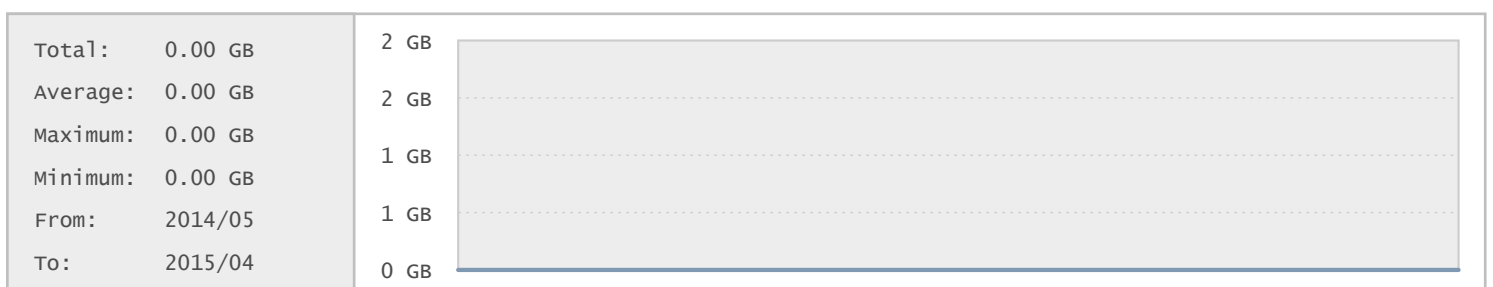 Total: 0.00 GB
Average: 0.00 GB
Maximum: 0.00 GB
Minimum: 0.00 GB
From: 2014/05
To: 2015/04
2 GB
2 GB
1 GB
1 GB
0 GB